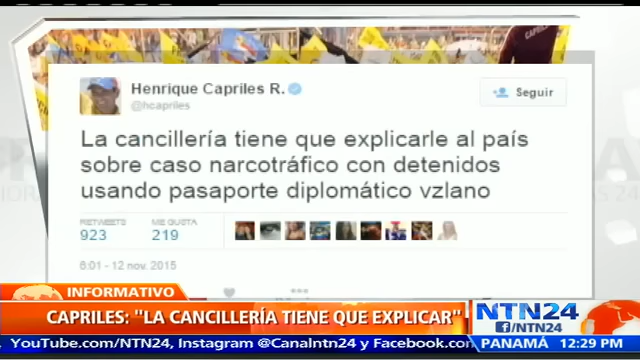 CAPRILES
Henrique Capriles R.
@hcapriles
Seguir
La cancillería tiene que explicarle al país
sobre caso narcotráfico con detenidos
usando pasaporte diplomático vzlano
RETWEETS
923
ME GUSTA
219
6:01 - 12 nov. 2015
INFORMATIVO
CAPRILES: "LA CANCILLERÍA TIENE QUE EXPLICAR"
NTN24
f/NTN24
YouTube.com/NTN24, Instagram @Canalntn24 y Facebook.com
PANAMÁ 12:29 PM